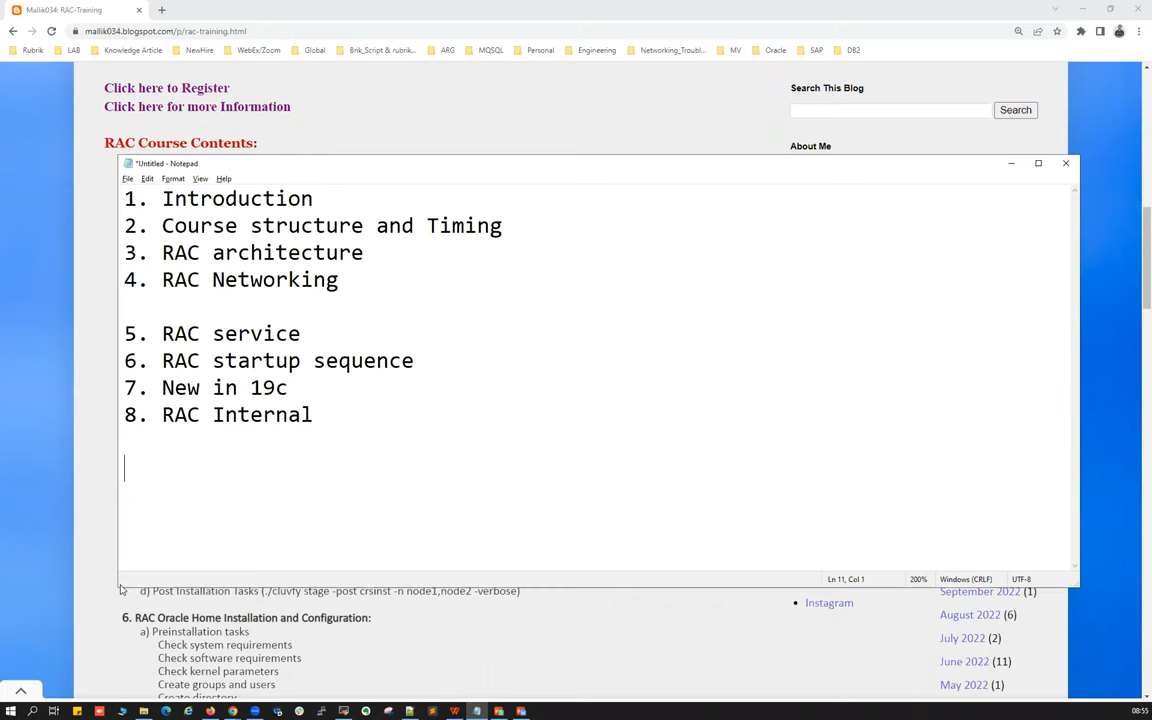 Mallik034: RAC-Training
mallik034.blogspot.com/p/rac-training.html
Rubrik LAB Knowledge Article NewHire WebEx/Zoom Global Brik_Script & rubrik... ARG MQSQL Personal Engineering Networking_Troubl... MV Oracle SAP DB2
Click here to Register
Click here for more Information
RAC Course Contents:
Search This Blog
Search
About Me
*Untitled - Notepad
File Edit Format View Help
1. Introduction
2. Course structure and Timing
3. RAC architecture
4. RAC Networking
5. RAC service
6. RAC startup sequence
7. New in 19c
8. RAC Internal
Ln 11, Col 1 200% Windows (CRLF) UTF-8
d) Post Installation Tasks (./cluvfy stage -post crsinst -n node1,node2 -verbose)
6. RAC Oracle Home Installation and Configuration:
a) Preinstallation tasks
Check system requirements
Check software requirements
Check kernel parameters
Create groups and users
Create directory
Instagram
September 2022 (1)
August 2022 (6)
July 2022 (2)
June 2022 (11)
May 2022 (1)
08:55